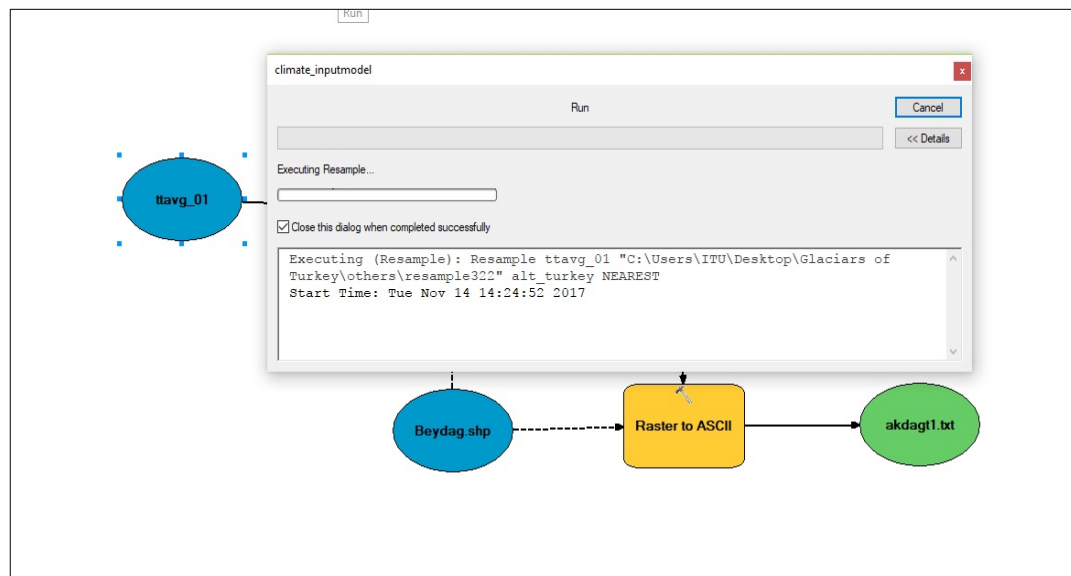 Run
climate_inputmodel
x
Run
Cancel
<< Details
Executing Resample...
Close this dialog when completed successfully
Executing (Resample): Resample ttavg_01 "C:\Users\ITU\Desktop\Glaciars of
Turkey\others\resample322" alt_turkey NEAREST
Start Time: Tue Nov 14 14:24:52 2017
ttavg_01
Beydag.shp
Raster to ASCII
akdagt1.txt